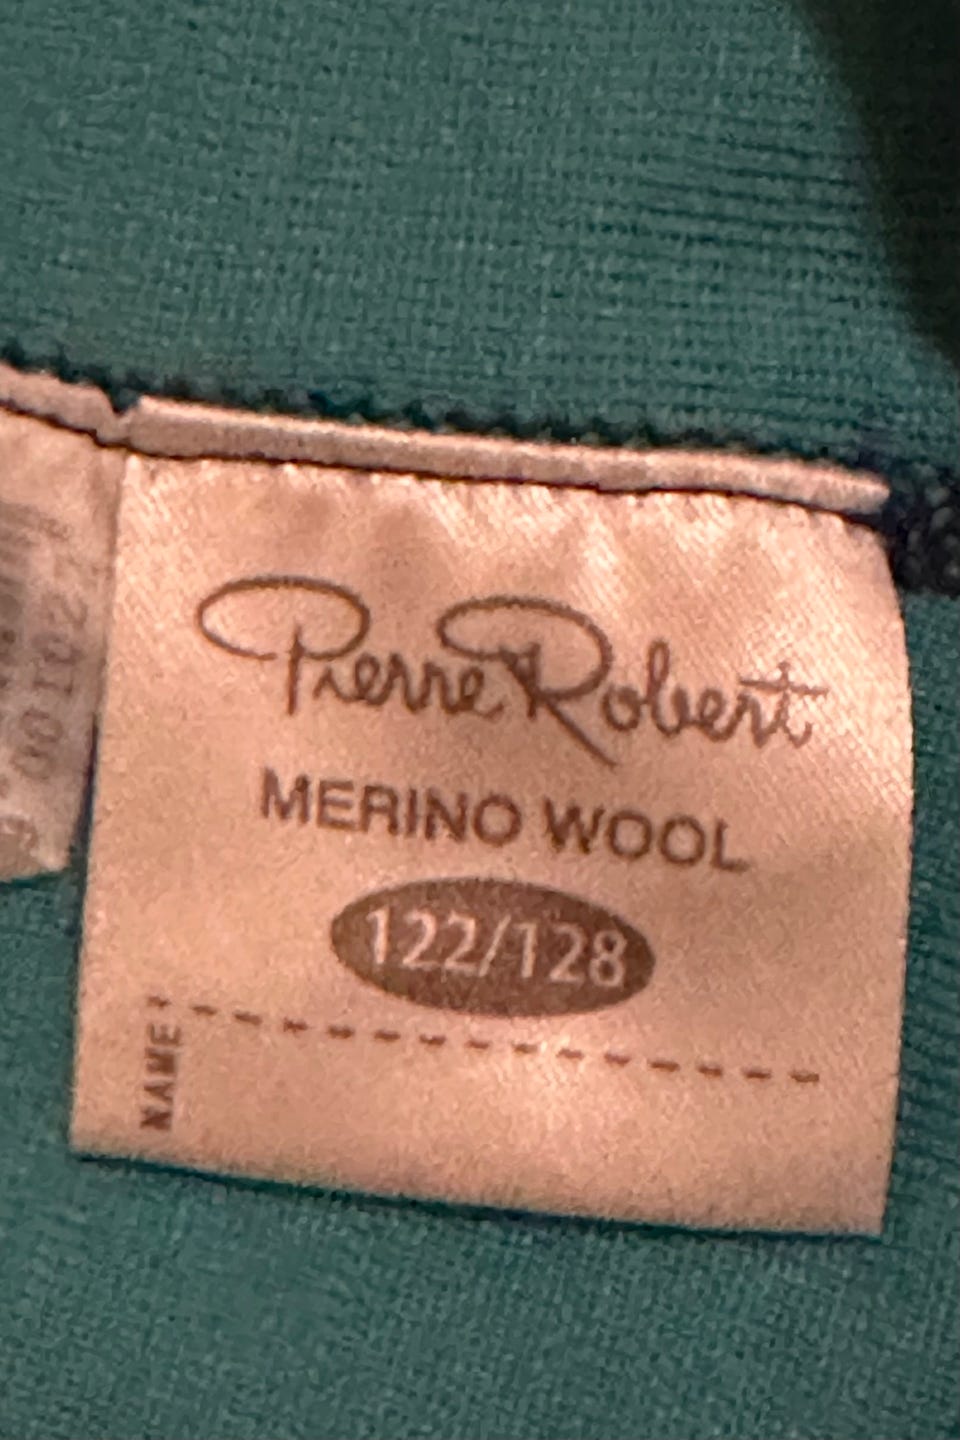 Pierre Robert
MERINO WOOL
122/128
NAME